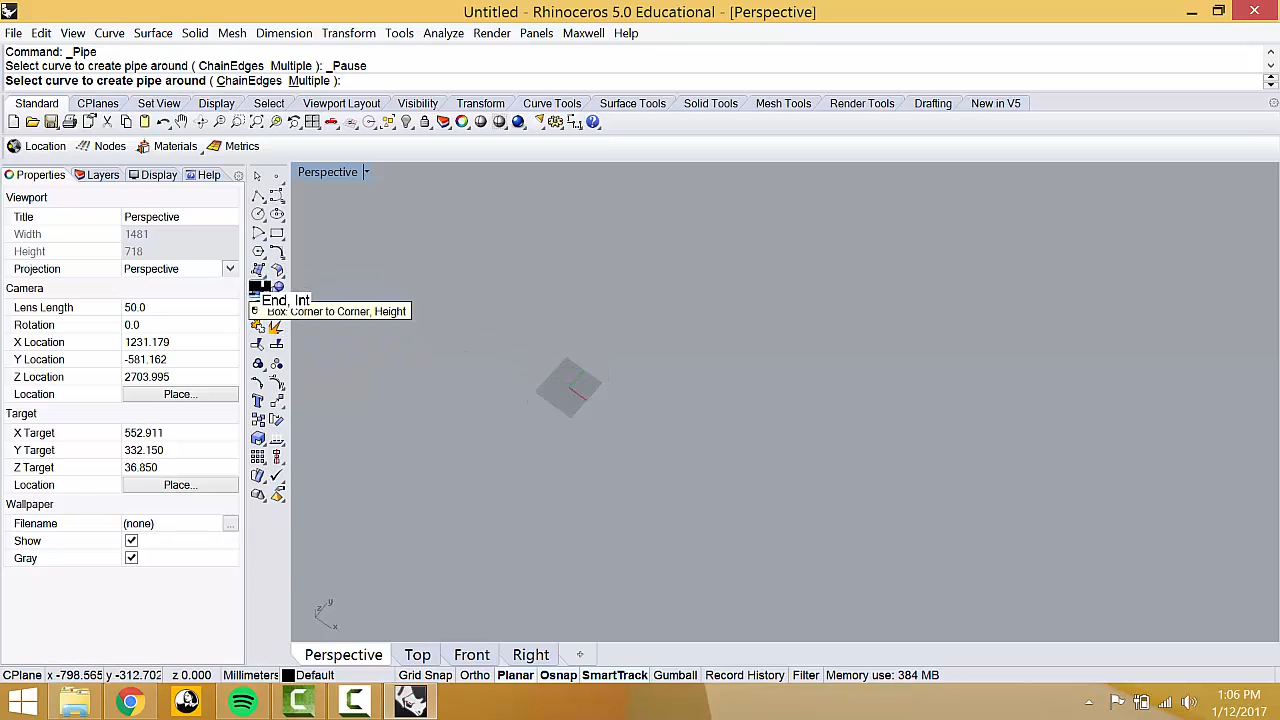 Untitled - Rhinoceros 5.0 Educational - [Perspective]
File Edit View Curve Surface Solid Mesh Dimension Transform Tools Analyze Render Panels Maxwell Help
Command: _Pipe
Select curve to create pipe around ( ChainEdges Multiple ): _Pause
Select curve to create pipe around ( ChainEdges Multiple ):
Standard CPlanes Set View Display Select Viewport Layout Visibility Transform Curve Tools Surface Tools Solid Tools Mesh Tools Render Tools Drafting New in V5
Location Nodes Materials Metrics
Properties Layers Display Help
Perspective
Viewport
Title Perspective
Width 1481
Height 718
Projection Perspective
Camera
Lens Length 50.0
Rotation 0.0
X Location 1231.179
Y Location -581.162
Z Location 2703.995
Location Place...
Target
X Target 552.911
Y Target 332.150
Z Target 36.850
Location Place...
Wallpaper
Filename (none) ...
Show
Gray
End, Int
Box: Corner to Corner, Height
z y
x
Perspective Top Front Right
CPlane x -798.565 y -312.702 z 0.000 Millimeters Default Grid Snap Ortho Planar Osnap SmartTrack Gumball Record History Filter Memory use: 384 MB
1:06 PM
1/12/2017